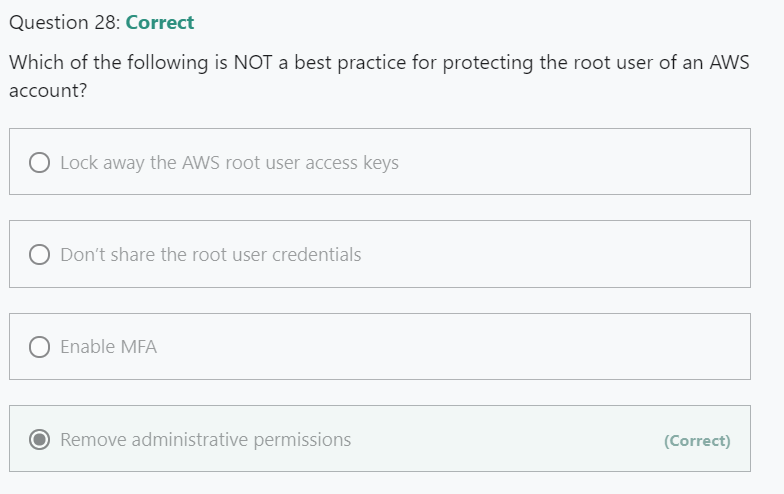 Question 28: Correct
Which of the following is NOT a best practice for protecting the root user of an AWS
account?
Lock away the AWS root user access keys
Don't share the root user credentials
Enable MFA
Remove administrative permissions (Correct)